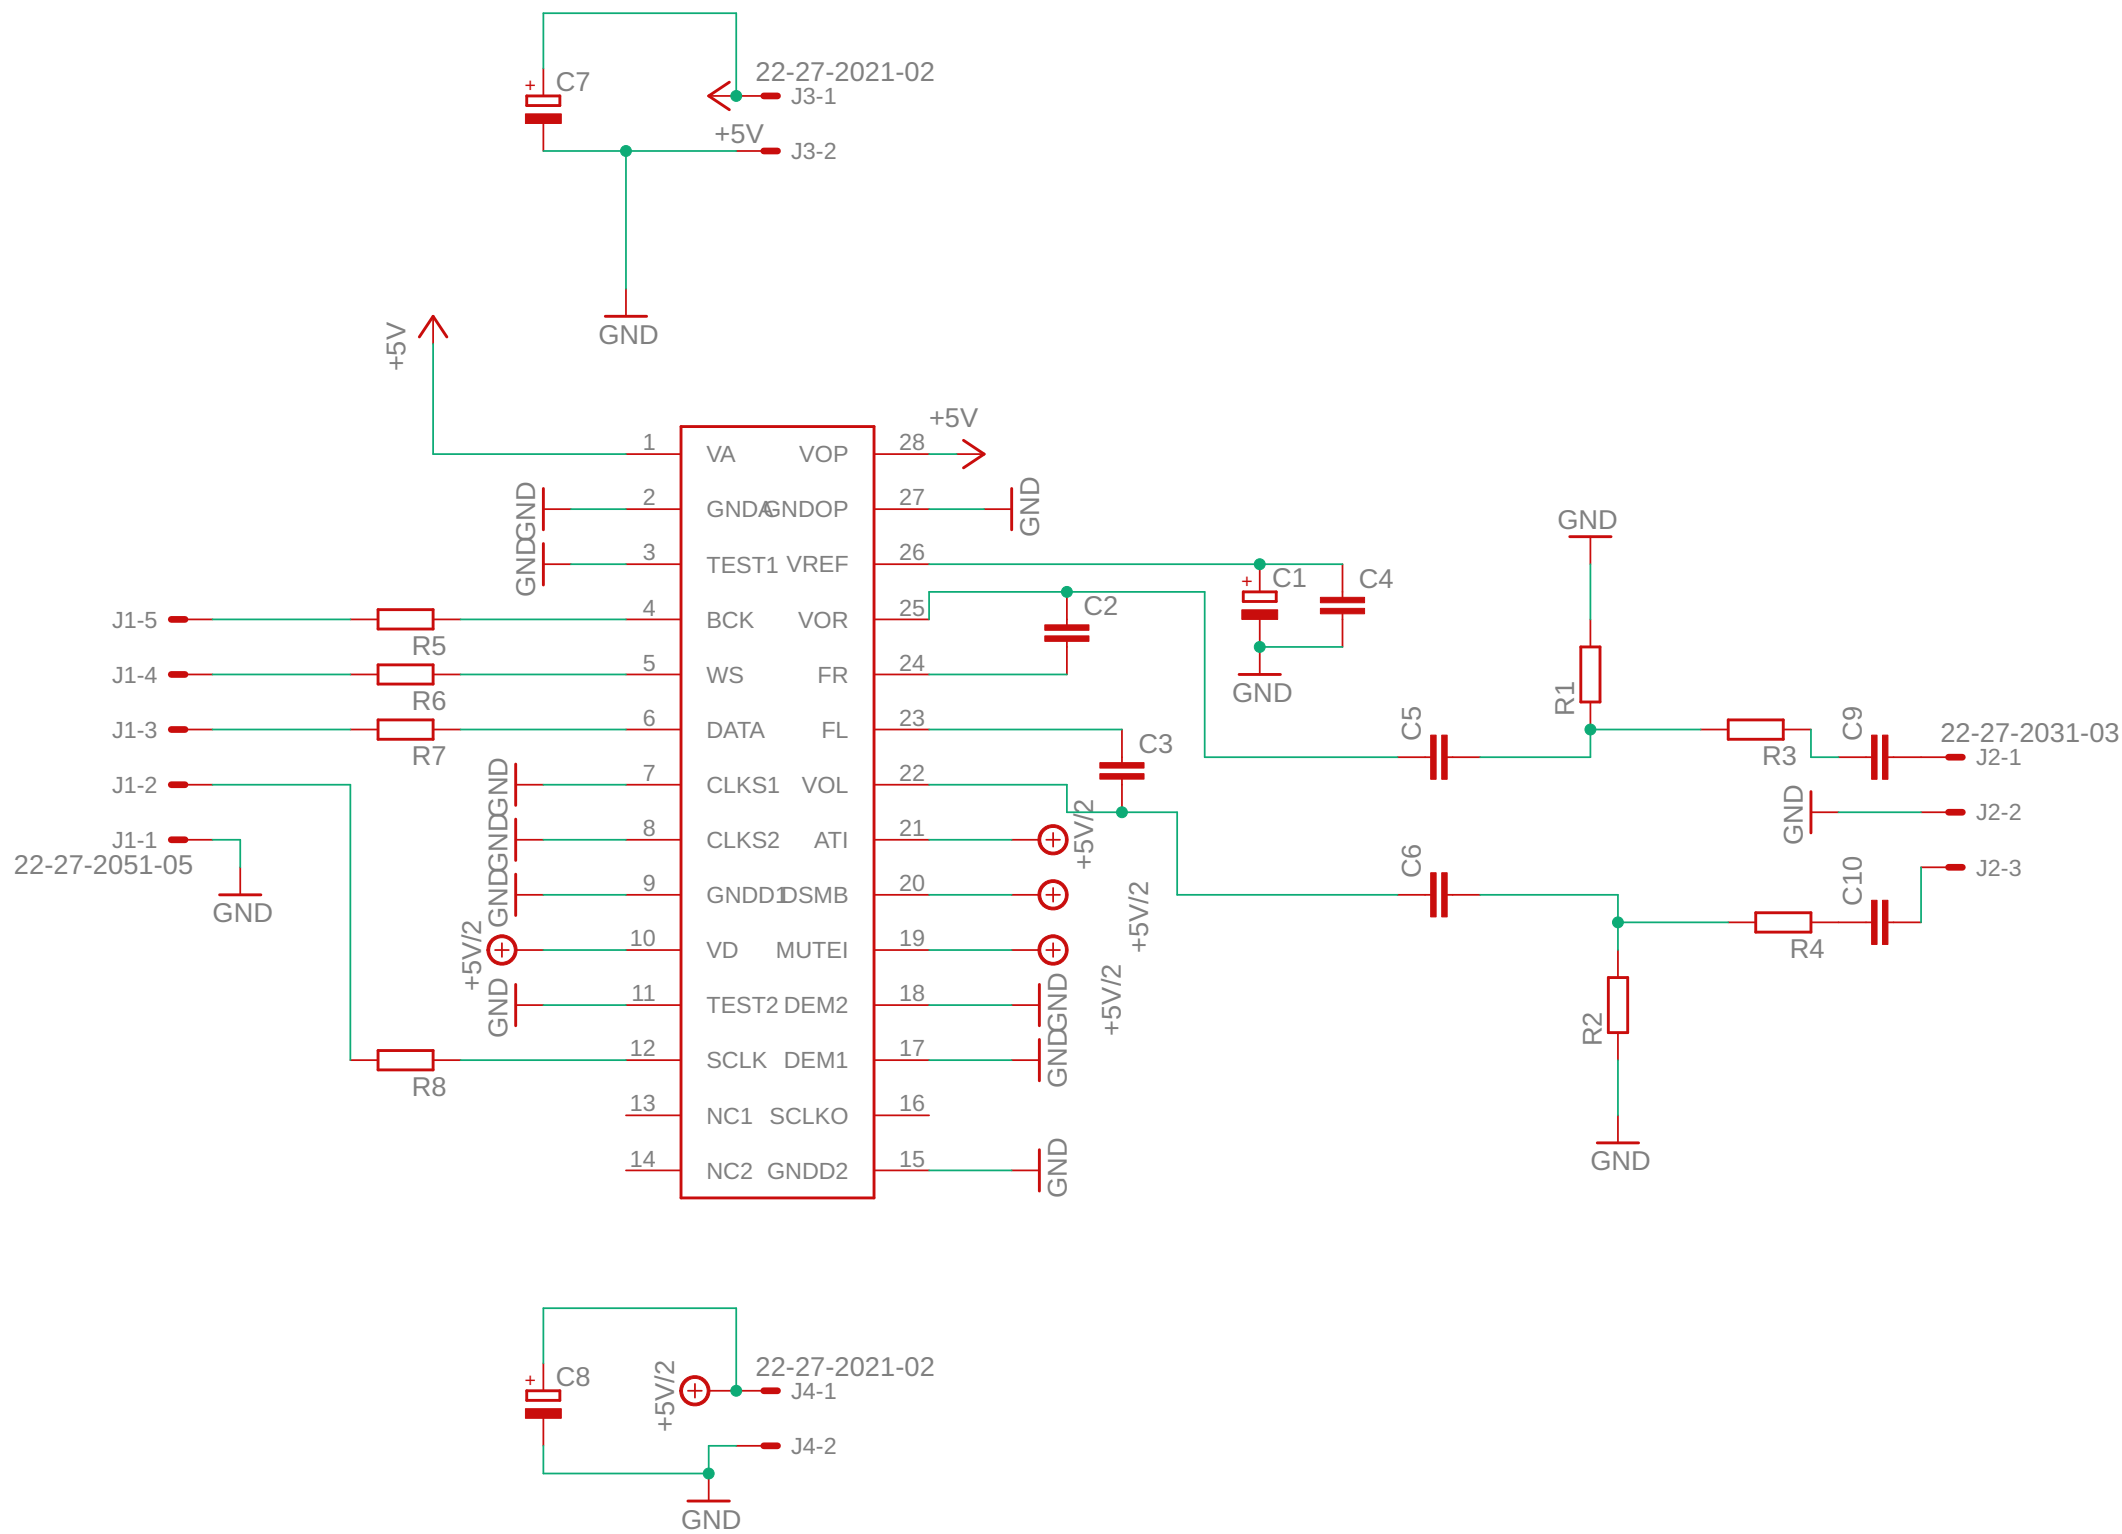 C7
22-27-2021-02
J3-1
+5V
J3-2
GND
+5V
+5V
1 VA VOP 28
GND 2 GNDA GNDOP 27 GND
GND 3 TEST1 VREF 26
C1 C4
GND
J1-5 R5 4 BCK VOR 25 C2
J1-4 R6 5 WS FR 24
J1-3 R7 6 DATA FL 23 C3
J1-2 GND 7 CLKS1 VOL 22
J1-1 GND 8 CLKS2 ATI 21 +5V/2
22-27-2051-05
GND
GND 9 GNDD1 DSMB 20 +5V/2
+5V/2 10 VD MUTEI 19 +5V/2
GND 11 TEST2 DEM2 18 GND
R8 12 SCLK DEM1 17 GND
13 NC1 SCLKO 16
14 NC2 GNDD2 15 GND
GND
R1
C5 R3 C9
22-27-2031-03
J2-1
GND J2-2
J2-3
C6 R4 C10
R2
GND
C8
+5V/2
22-27-2021-02
J4-1
J4-2
GND